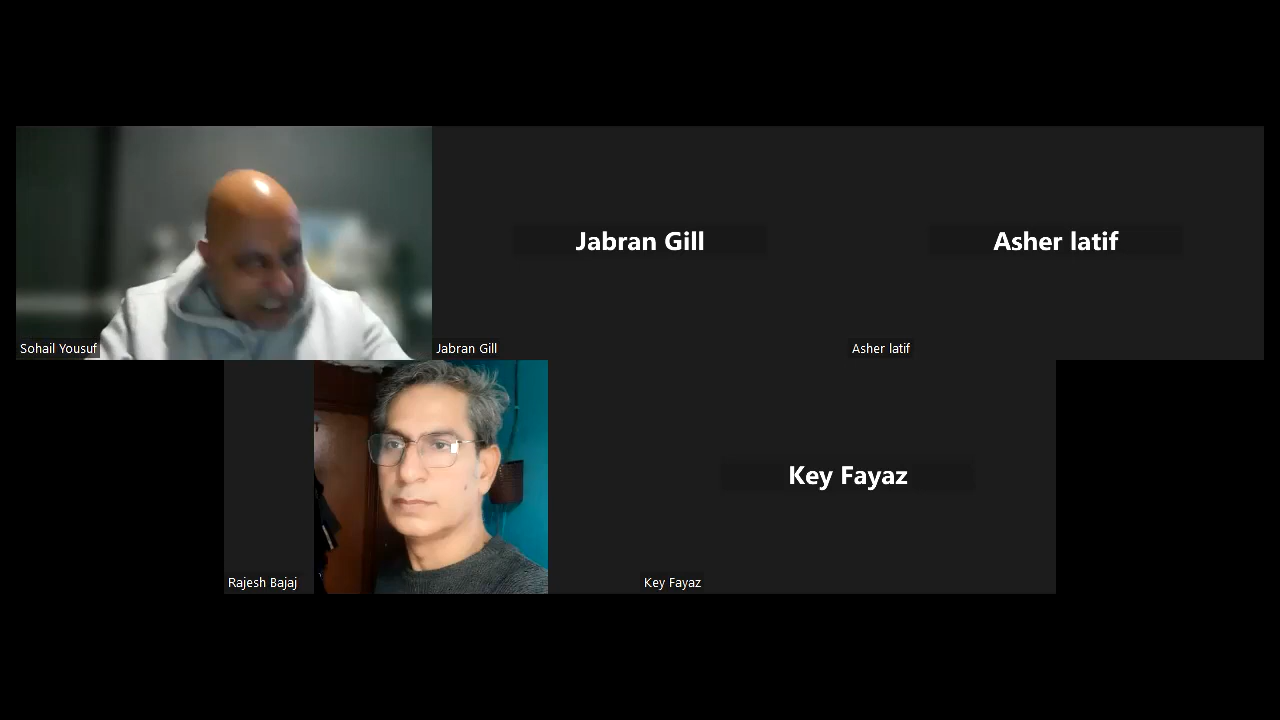 Jabran Gill
Asher latif
Sohail Yousuf
Jabran Gill
Asher latif
Key Fayaz
Rajesh Bajaj
Key Fayaz